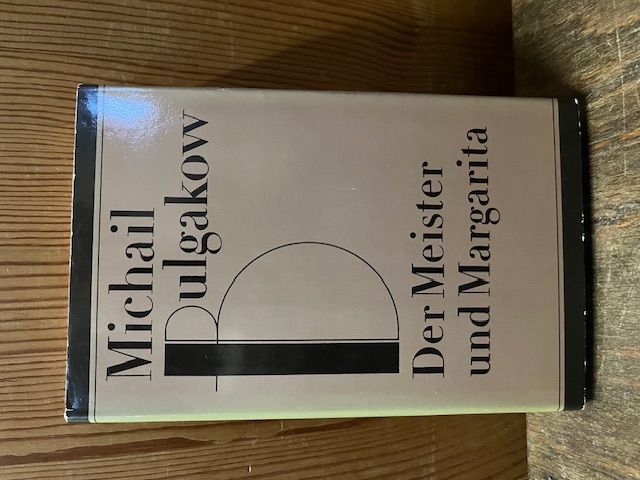 Michail
Bulgakow
Der Meister
und Margarita